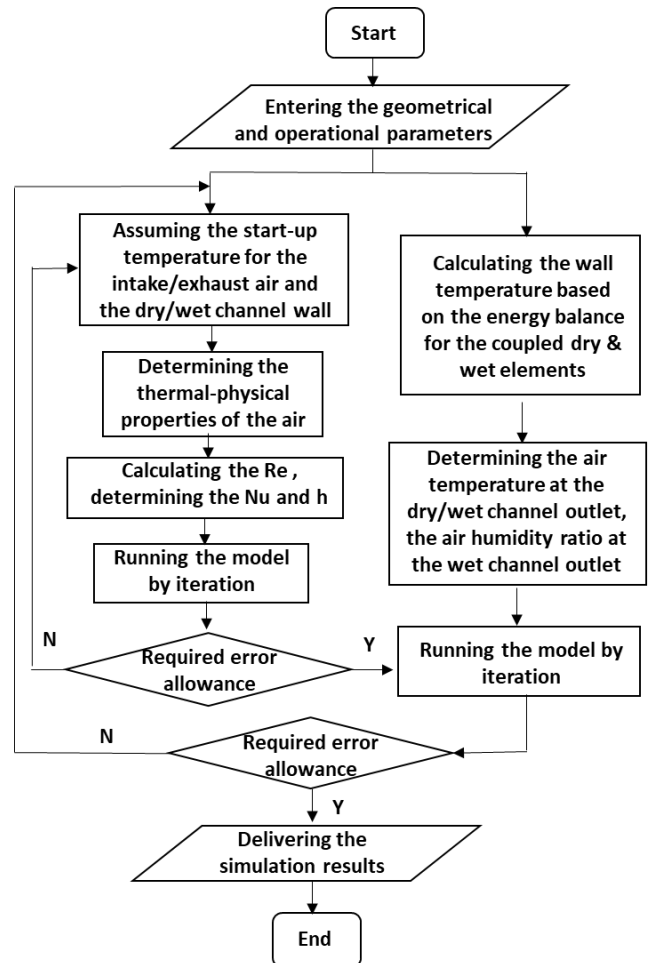 Start
Entering the geometrical
and operational parameters
Assuming the start-up
temperature for the
intake/exhaust air and
the dry/wet channel wall
Determining the
thermal-physical
properties of the air
Calculating the Re ,
determining the Nu and h
Running the model
by iteration
N
Required error
allowance
Y
Calculating the wall
temperature based
on the energy balance
for the coupled dry &
wet elements
Determining the air
temperature at the
dry/wet channel outlet,
the air humidity ratio at
the wet channel outlet
Running the model by
iteration
N
Required error
allowance
Y
Delivering the
simulation results
End